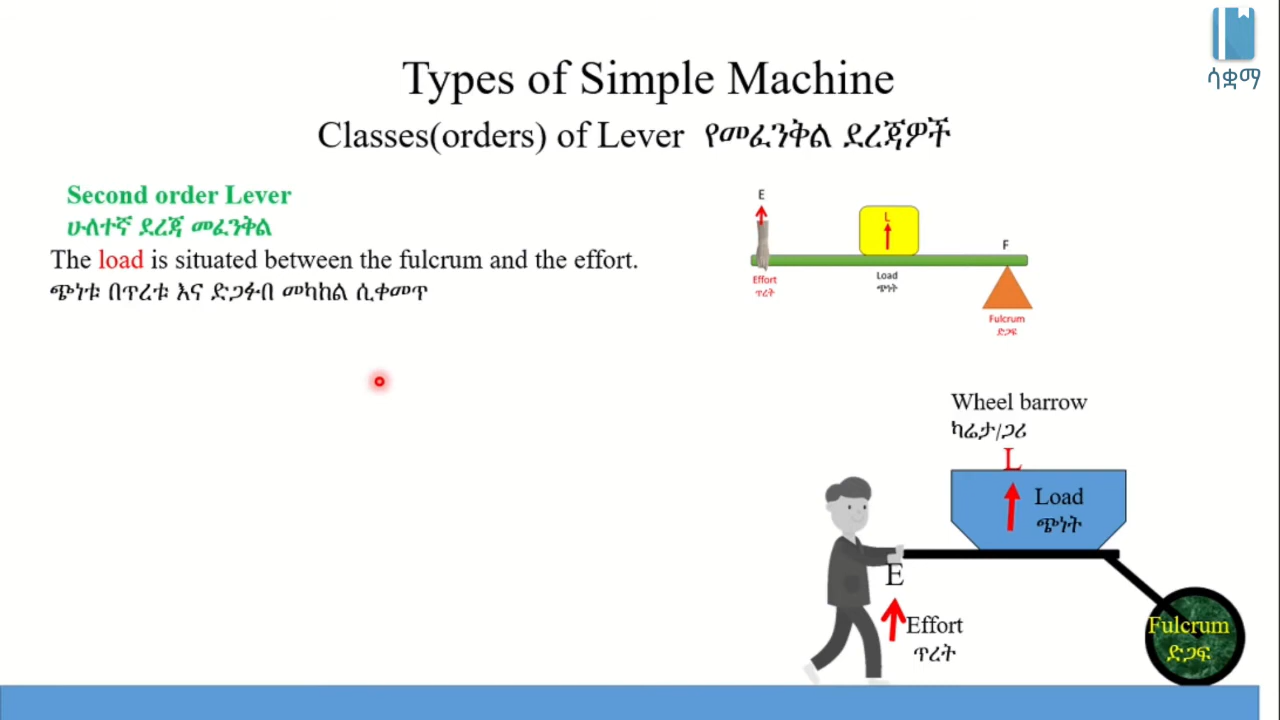 ሳቋማ
Types of Simple Machine
Classes(orders) of Lever የመፈንቅል ደረጃዎች
Second order Lever
ሁለተኛ ደረጃ መፈንቅል
The load is situated between the fulcrum and the effort.
ጭነቱ በጥረቱ እና ድጋፉበ መካከል ሲቀመጥ
E
L
F
Effort
ጥረት
Load
ጭነት
Fulcrum
ድጋፍ
Wheel barrow
ካሬታ/ጋሪ
L
Load
ጭነት
E
Effort
ጥረት
Fulcrum
ድጋፍ